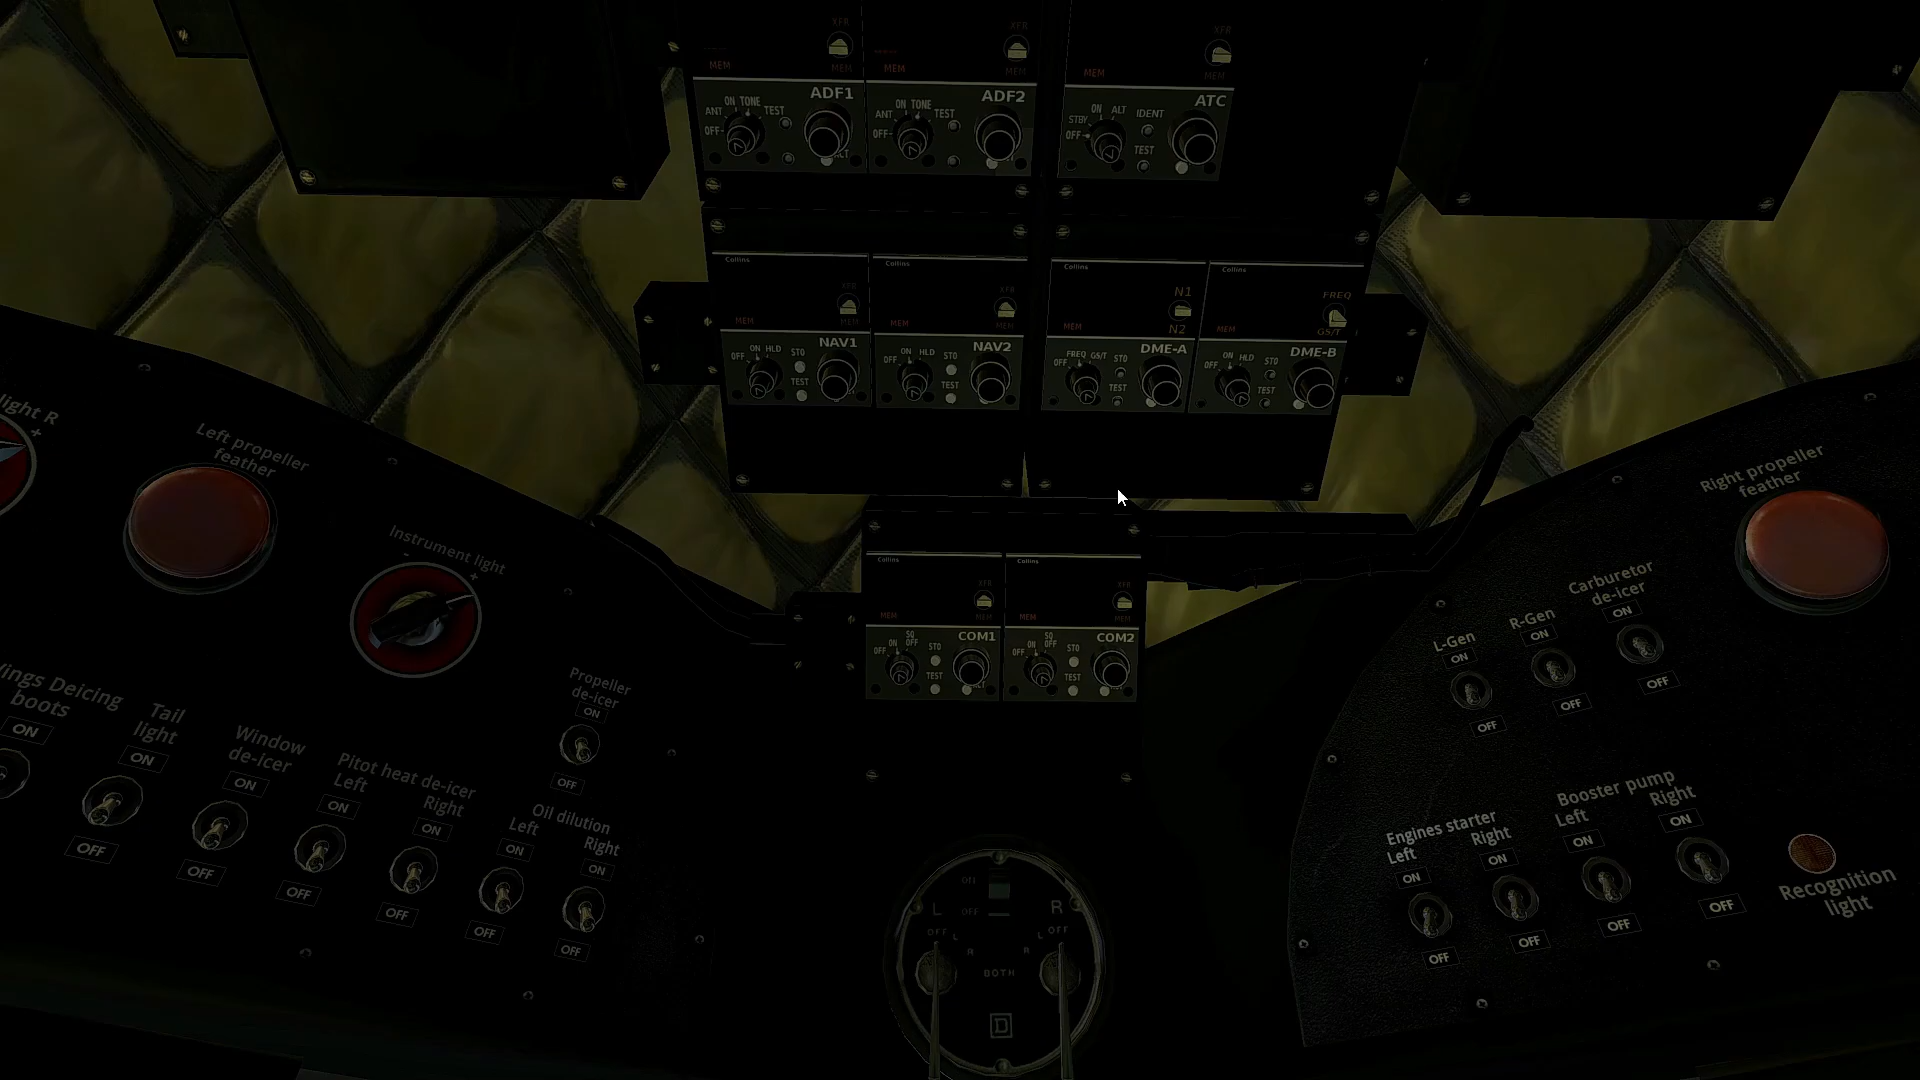 XFR
MEM
MEM
ADF1
ANT
ON TONE
TEST
OFF
XFR
MEM
MEM
ADF2
ANT
ON TONE
TEST
OFF
XFR
MEM
MEM
ATC
STBY
ON ALT
IDENT
OFF
TEST
Collins
XFR
MEM
MEM
NAV1
OFF
ON HLD
STO
TEST
Collins
XFR
MEM
MEM
NAV2
OFF
ON HLD
STO
TEST
Collins
N1
MEM
N2
DME-A
OFF
FREQ GS/T
STO
TEST
Collins
FREQ
MEM
GS/T
DME-B
OFF
ON HLD
STO
TEST
Collins
XFR
MEM
MEM
COM1
OFF
ON
SQ
OFF
STO
TEST
Collins
XFR
MEM
MEM
COM2
OFF
ON
SQ
OFF
STO
TEST
light R
+
Left propeller
feather
Instrument light
- +
Wings Deicing
boots
ON
Tail
light
ON
OFF
Window
de-icer
ON
OFF
Pitot heat de-icer
Left
Right
ON
OFF
ON
OFF
Propeller
de-icer
ON
OFF
Oil dilution
Left
Right
ON
OFF
ON
OFF
ON
OFF
L
R
OFF
L
R
BOTH
R
L
OFF
D
Right propeller
feather
Carburetor
de-icer
ON
OFF
R-Gen
ON
OFF
L-Gen
ON
OFF
Engines starter
Left
Right
ON
OFF
ON
OFF
Booster pump
Left
Right
ON
OFF
ON
OFF
Recognition
light